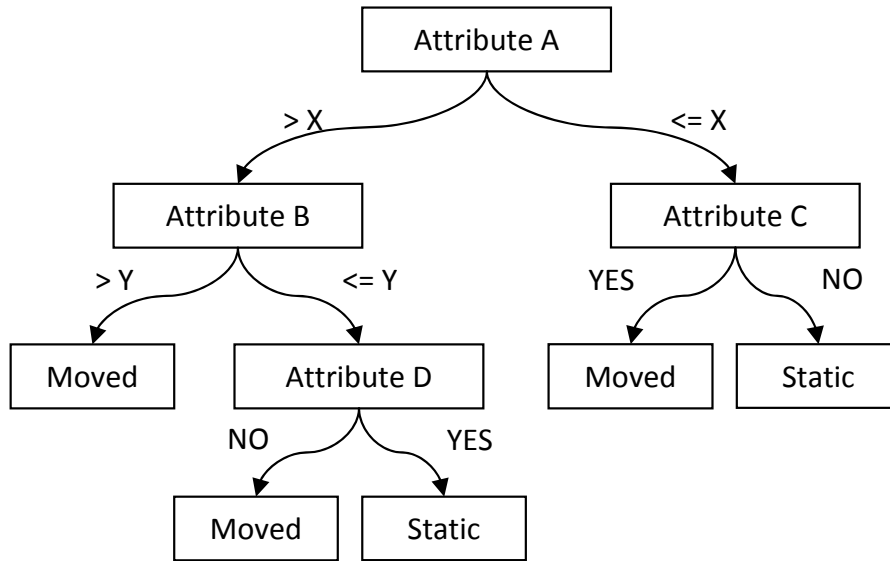 Attribute A
> X
<= X
Attribute B
Attribute C
> Y
<= Y
YES
NO
Moved
Attribute D
Moved
Static
NO
YES
Moved
Static